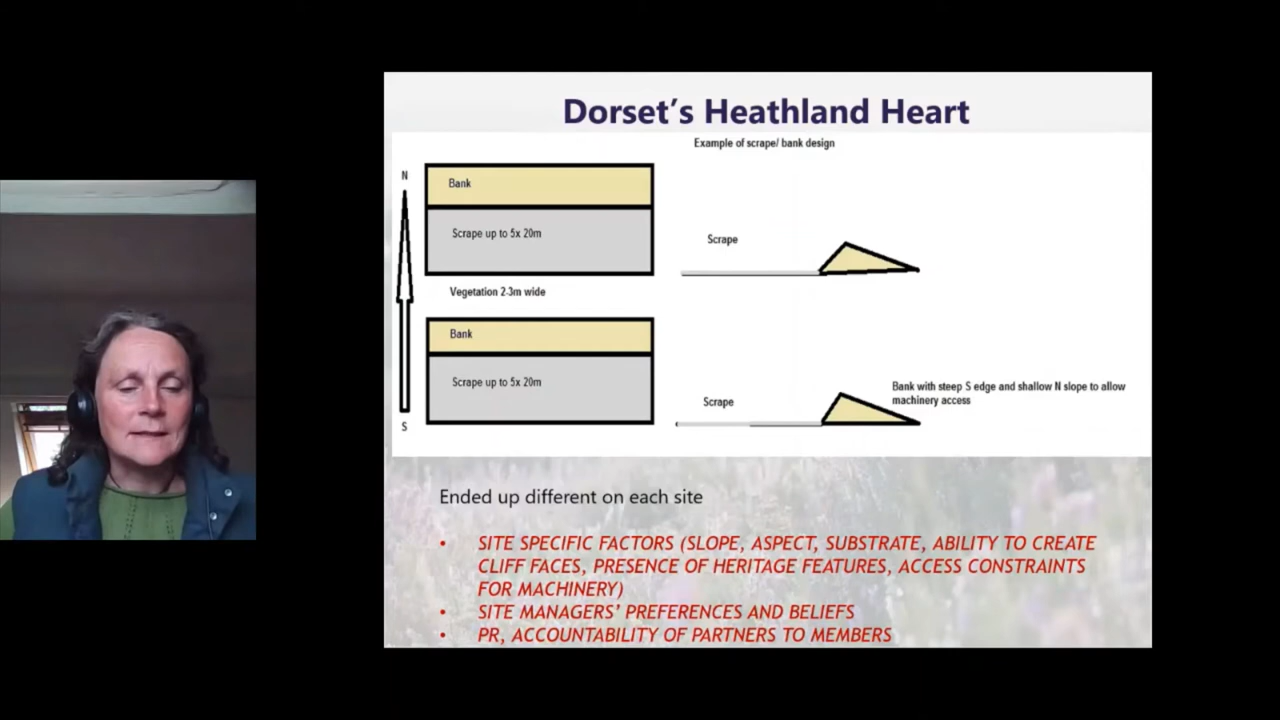 Dorset's Heathland Heart
Example of scrape/ bank design
N
Bank
Scrape up to 5x 20m
Scrape
Vegetation 2-3m wide
Bank
Scrape up to 5x 20m
Scrape
Bank with steep S edge and shallow N slope to allow
machinery access
S
Ended up different on each site
• SITE SPECIFIC FACTORS (SLOPE, ASPECT, SUBSTRATE, ABILITY TO CREATE
CLIFF FACES, PRESENCE OF HERITAGE FEATURES, ACCESS CONSTRAINTS
FOR MACHINERY)
• SITE MANAGERS' PREFERENCES AND BELIEFS
• PR, ACCOUNTABILITY OF PARTNERS TO MEMBERS